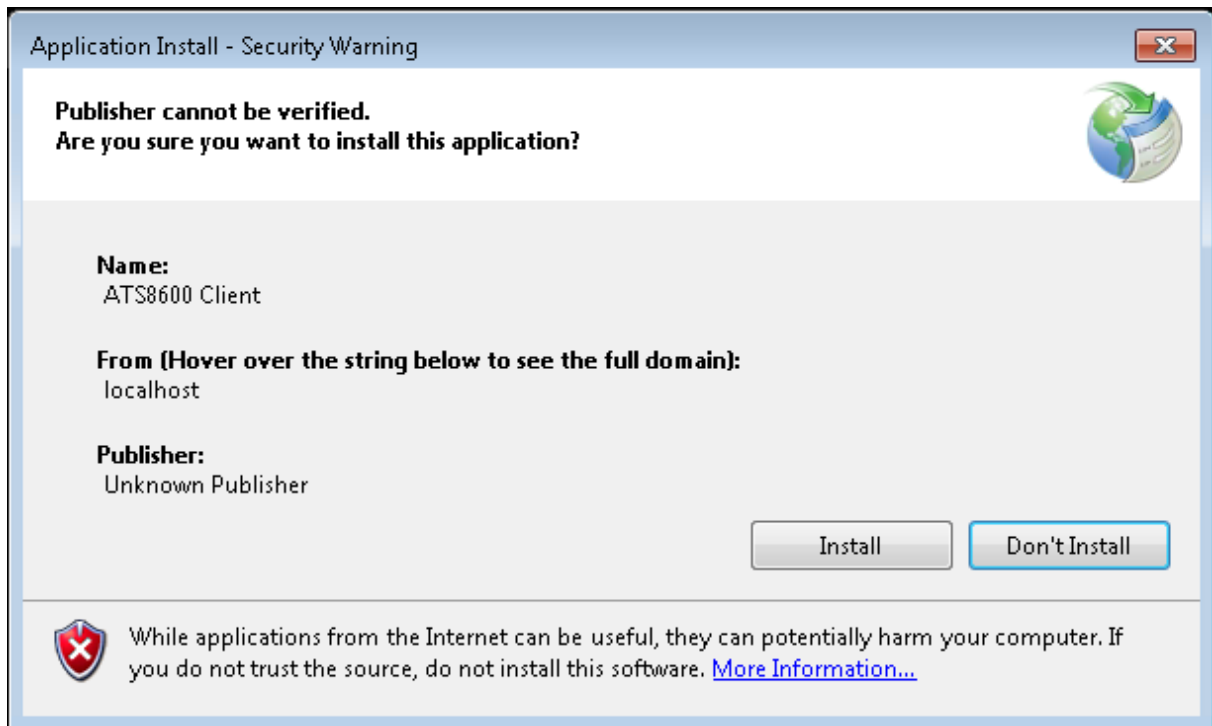 Application Install - Security Warning
Publisher cannot be verified.
Are you sure you want to install this application?
Name:
ATS8600 Client
From (Hover over the string below to see the full domain):
localhost
Publisher:
Unknown Publisher
Install Don't Install
While applications from the Internet can be useful, they can potentially harm your computer. If
you do not trust the source, do not install this software. More Information...